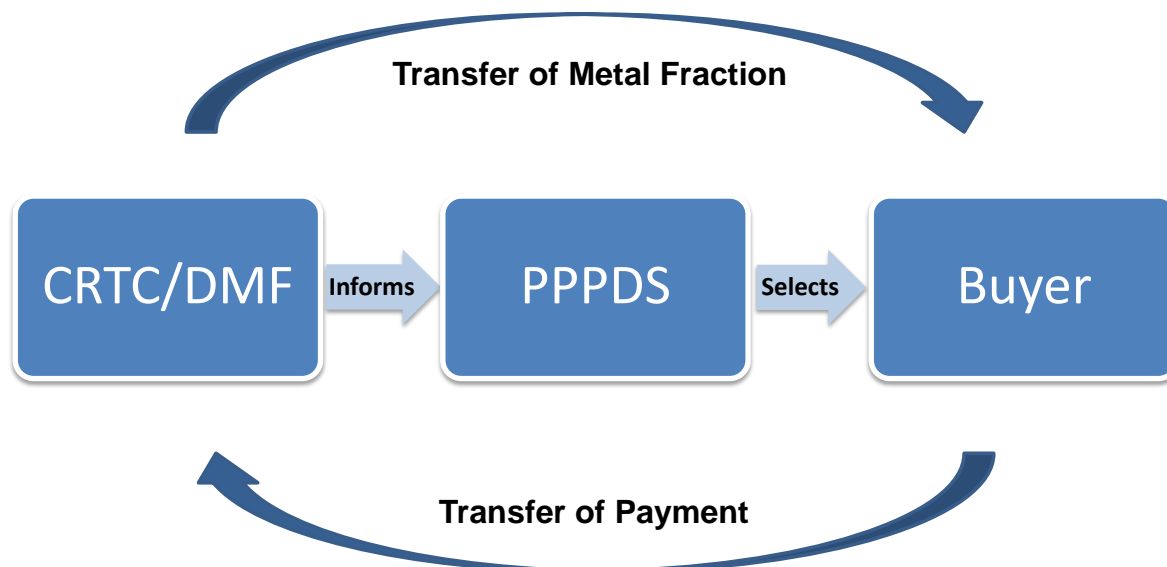 Transfer of Metal Fraction
CRTC/DMF
Informs
PPPDS
Selects
Buyer
Transfer of Payment